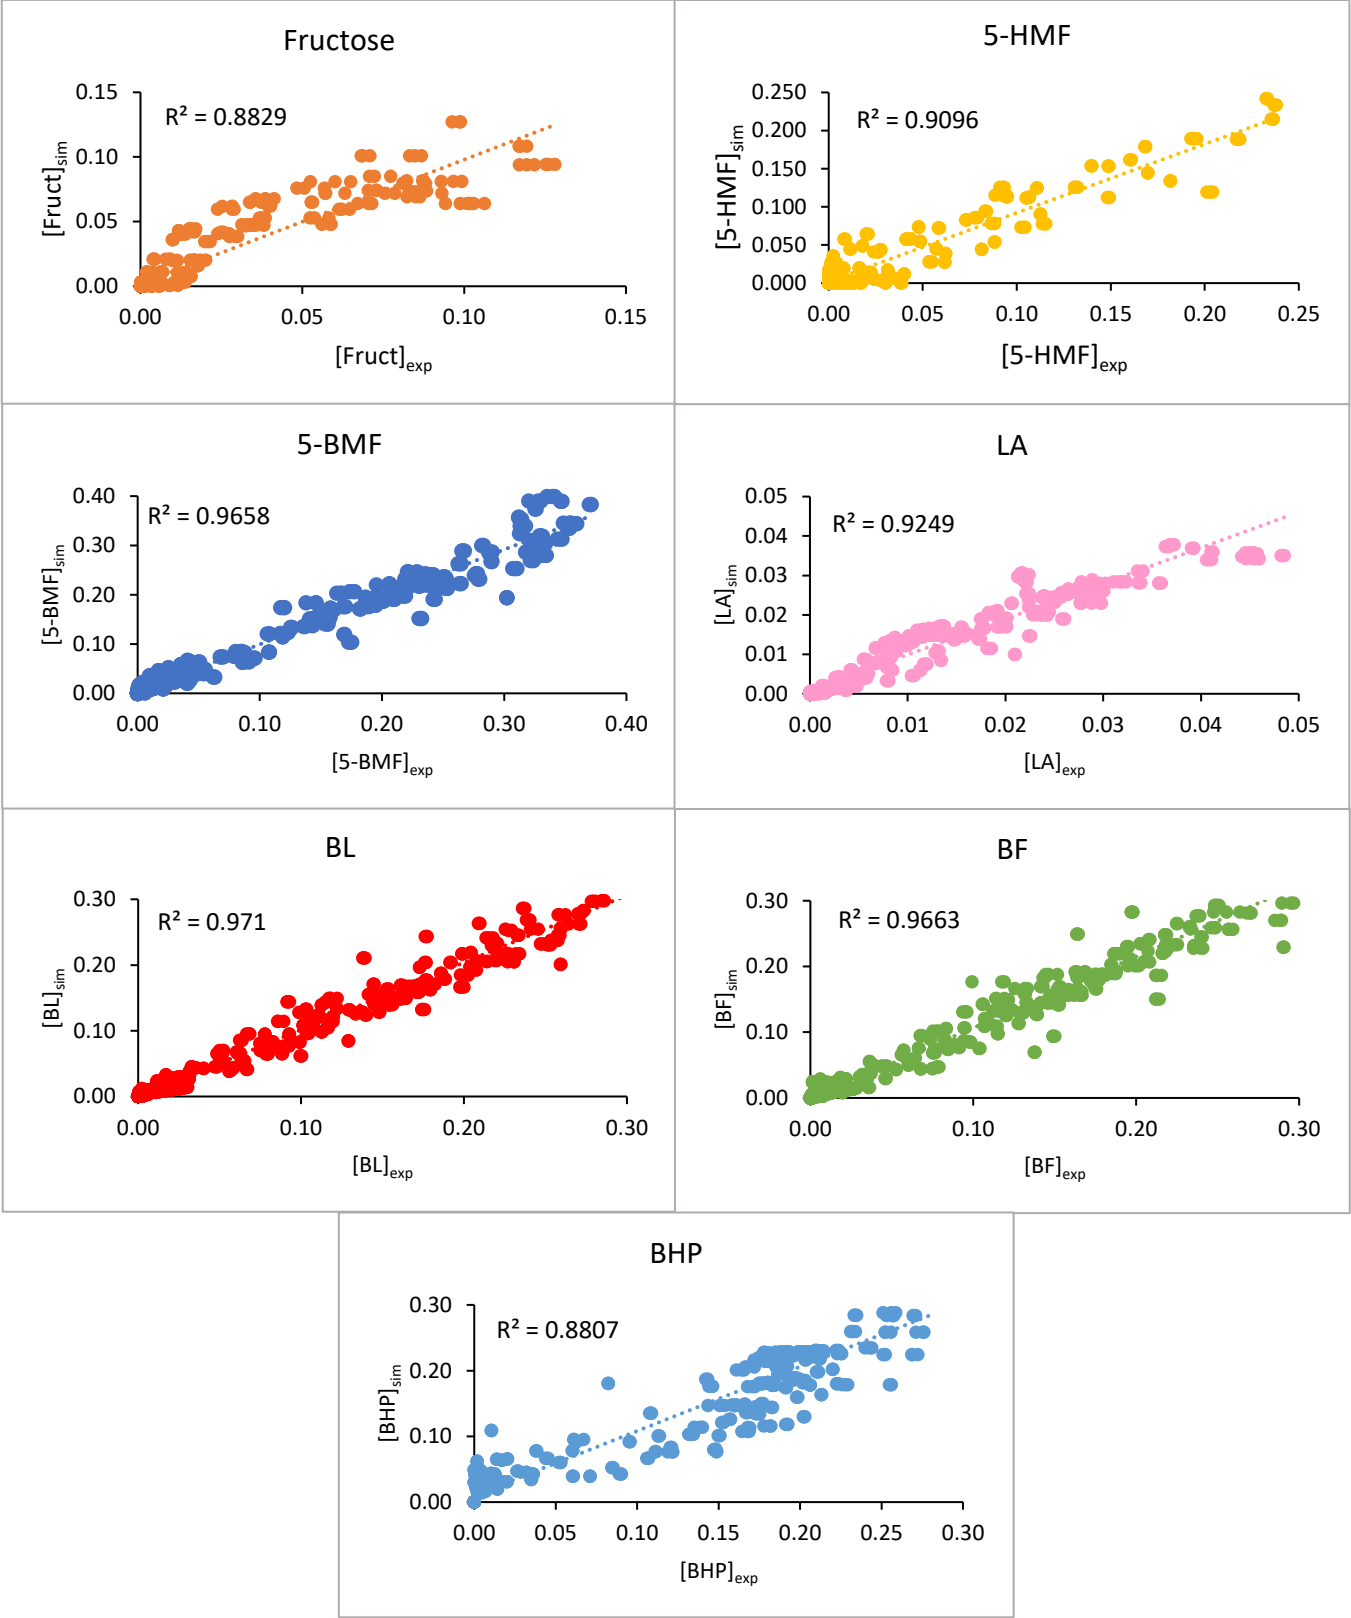 Fructose
R² = 0.8829
[Fruct]sim
0.15
0.10
0.05
0.00
0.00 0.05 0.10 0.15
[Fruct]exp
5-HMF
R² = 0.9096
[5-HMF]sim
0.250
0.200
0.150
0.100
0.050
0.000
0.00 0.05 0.10 0.15 0.20 0.25
[5-HMF]exp
5-BMF
R² = 0.9658
[5-BMF]sim
0.40
0.30
0.20
0.10
0.00
0.00 0.10 0.20 0.30 0.40
[5-BMF]exp
LA
R² = 0.9249
[LA]sim
0.05
0.04
0.03
0.02
0.01
0.00
0.00 0.01 0.02 0.03 0.04 0.05
[LA]exp
BL
R² = 0.971
[BL]sim
0.30
0.20
0.10
0.00
0.00 0.10 0.20 0.30
[BL]exp
BF
R² = 0.9663
[BF]sim
0.30
0.20
0.10
0.00
0.00 0.10 0.20 0.30
[BF]exp
BHP
R² = 0.8807
[BHP]sim
0.30
0.20
0.10
0.00
0.00 0.05 0.10 0.15 0.20 0.25 0.30
[BHP]exp